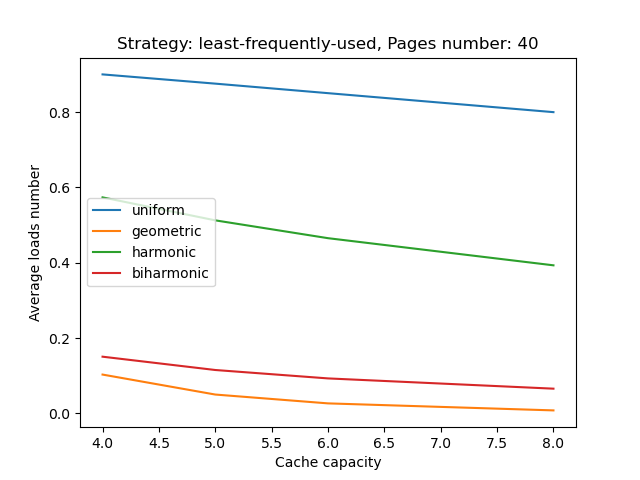 Strategy: least-frequently-used, Pages number: 40
Average loads number
0.8
0.6
0.4
0.2
0.0
uniform
geometric
harmonic
biharmonic
4.0 4.5 5.0 5.5 6.0 6.5 7.0 7.5 8.0
Cache capacity